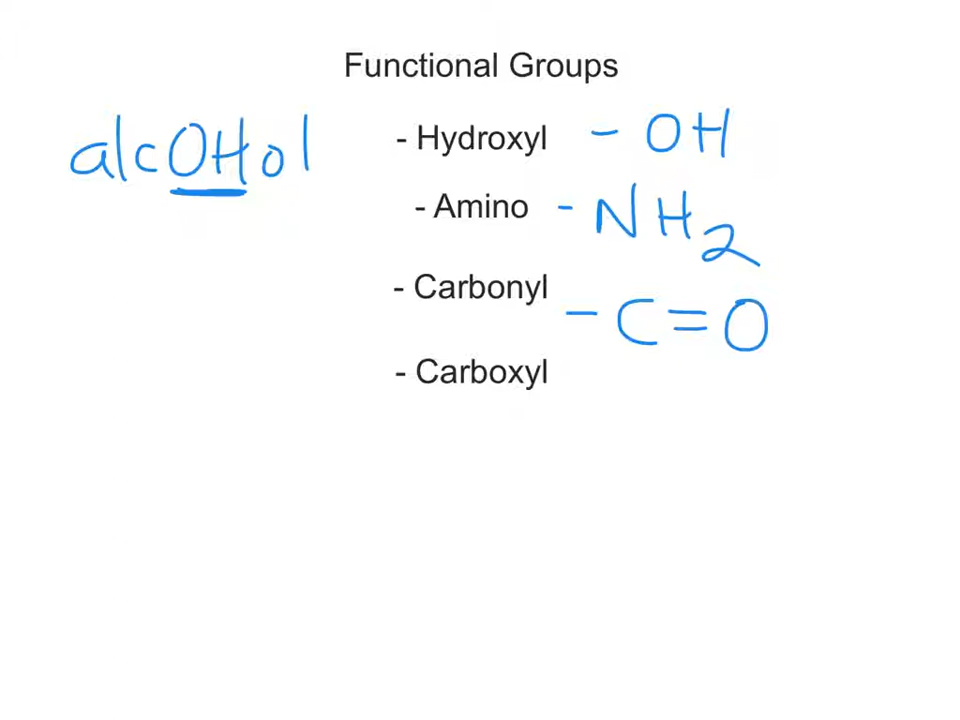 Functional Groups
alcOHol
- Hydroxyl - OH
- Amino - NH2
- Carbonyl - C=O
- Carboxyl